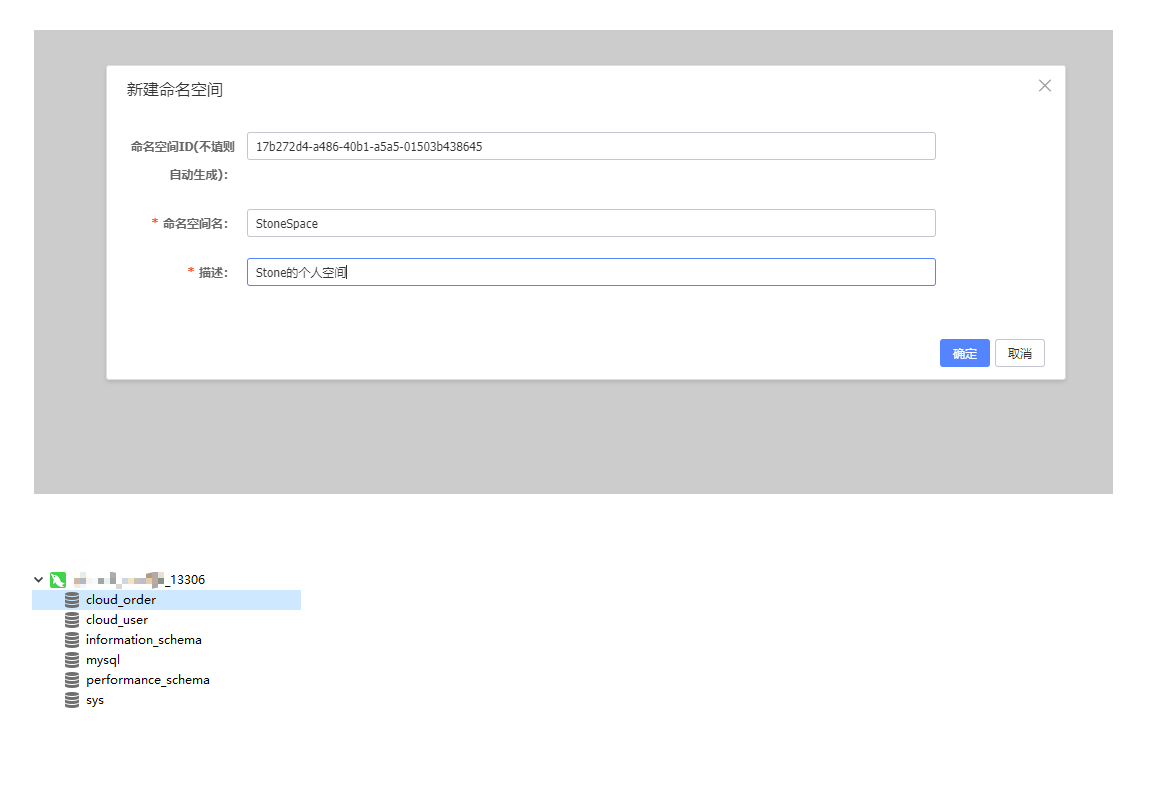 新建命名空间
命名空间ID(不填则
自动生成):
17b272d4-a486-40b1-a5a5-01503b438645
* 命名空间名:
StoneSpace
* 描述:
Stone的个人空间
确定
取消
_13306
cloud_order
cloud_user
information_schema
mysql
performance_schema
sys